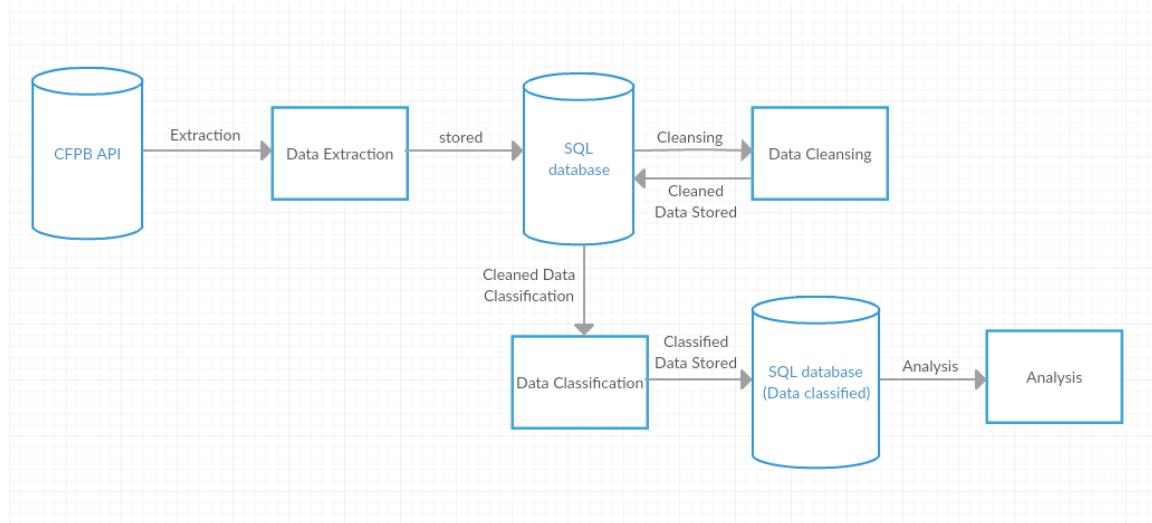 CFPB API
Extraction
Data Extraction
stored
SQL
database
Cleansing
Data Cleansing
Cleaned
Data Stored
Cleaned Data
Classification
Data Classification
Classified
Data Stored
SQL database
(Data classified)
Analysis
Analysis